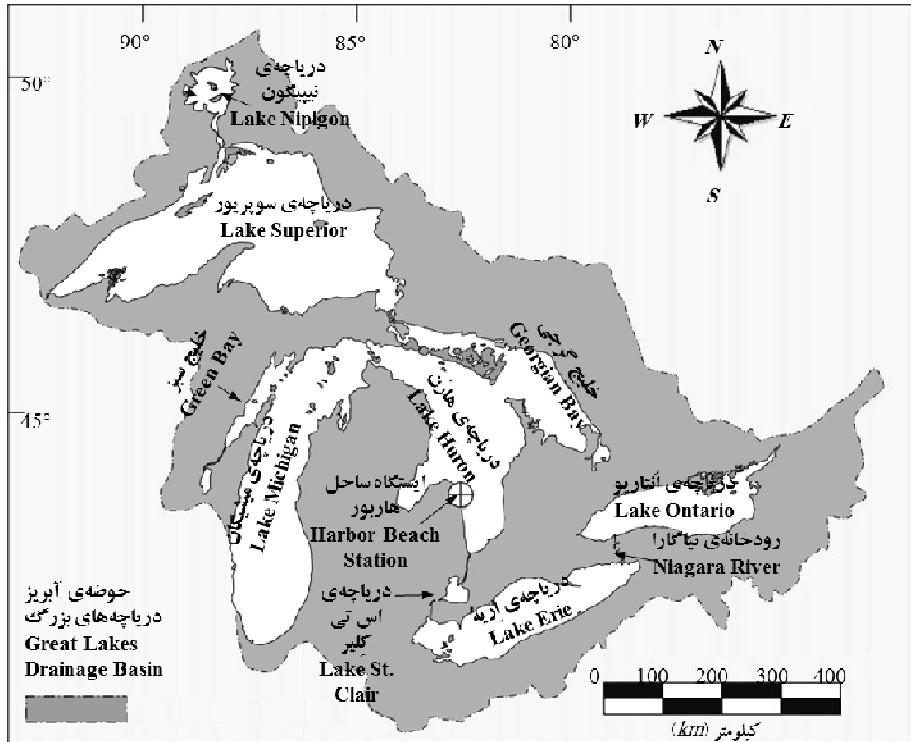 90°
85°
80°
50°
45°
N
W
E
S
دریاچه‌ی
نیپیگون
Lake Nipigon
دریاچه‌ی سوپریور
Lake Superior
خلیج سبز
Green Bay
دریاچه‌ی میشیگان
Lake Michigan
دریاچه‌ی هارُن
Lake Huron
خلیج جرجی
Georgian Bay
ایستگاه ساحل
هاربور
Harbor Beach
Station
دریاچه‌ی اُنتاریو
Lake Ontario
رودخانه‌ی نیاگارا
Niagara River
دریاچه‌ی اریه
Lake Erie
دریاچه‌ی
اس تی
کلیر
Lake St.
Clair
حوضه‌ی آبریز
دریاچه‌های بزرگ
Great Lakes
Drainage Basin
0 100 200 300 400
کیلومتر (km)